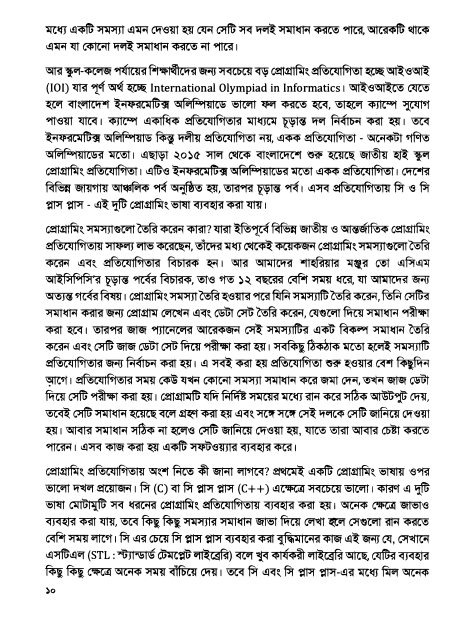 মধ্যে একটি সমস্যা এমন দেওয়া হয় যেন সেটি সব দলই সমাধান করতে পারে, আরেকটি থাকে
এমন যা কোনো দলই সমাধান করতে না পারে।
আর স্কুল-কলেজ পর্যায়ের শিক্ষার্থীদের জন্য সবচেয়ে বড় প্রোগ্রামিং প্রতিযোগিতা হচ্ছে আইওআই
(IOI) যার পূর্ণ অর্থ হচ্ছে International Olympiad in Informatics। আইওআইতে যেতে
হলে বাংলাদেশ ইনফরমেটিক্স অলিম্পিয়াডে ভালো ফল করতে হবে, তাহলে ক্যাম্পে সুযোগ
পাওয়া যাবে। ক্যাম্পে একাধিক প্রতিযোগিতার মাধ্যমে চূড়ান্ত দল নির্বাচন করা হয়। তবে
ইনফরমেটিক্স অলিম্পিয়াড কিন্তু দলীয় প্রতিযোগিতা নয়, একক প্রতিযোগিতা - অনেকটা গণিত
অলিম্পিয়াডের মতো। এছাড়া ২০১৫ সাল থেকে বাংলাদেশে শুরু হয়েছে জাতীয় হাই স্কুল
প্রোগ্রামিং প্রতিযোগিতা। এটিও ইনফরমেটিক্স অলিম্পিয়াডের মতো একক প্রতিযোগিতা। দেশের
বিভিন্ন জায়গায় আঞ্চলিক পর্ব অনুষ্ঠিত হয়, তারপর চূড়ান্ত পর্ব। এসব প্রতিযোগিতায় সি ও সি
প্লাস প্লাস - এই দুটি প্রোগ্রামিং ভাষা ব্যবহার করা যায়।
প্রোগ্রামিং সমস্যাগুলো তৈরি করেন কারা? যারা ইতিপূর্বে বিভিন্ন জাতীয় ও আন্তর্জাতিক প্রোগ্রামিং
প্রতিযোগিতায় সাফল্য লাভ করেছেন, তাঁদের মধ্য থেকেই কয়েকজন প্রোগ্রামিং সমস্যাগুলো তৈরি
করেন এবং প্রতিযোগিতার বিচারক হন। আর আমাদের শাহরিয়ার মঞ্জুর তো এসিএম
আইসিপিসি'র চূড়ান্ত পর্বের বিচারক, তাও গত ১২ বছরের বেশি সময় ধরে, যা আমাদের জন্য
অত্যন্ত গর্বের বিষয়। প্রোগ্রামিং সমস্যা তৈরি হওয়ার পরে যিনি সমস্যাটি তৈরি করেন, তিনি সেটির
সমাধান করার জন্য প্রোগ্রাম লেখেন এবং ডেটা সেট তৈরি করেন, যেগুলো দিয়ে সমাধান পরীক্ষা
করা হবে। তারপর জাজ প্যানেলের আরেকজন সেই সমস্যাটির একট বিকল্প সমাধান তৈরি
করেন এবং সেটি জাজ ডেটা সেট দিয়ে পরীক্ষা করা হয়। সবকিছু ঠিকঠাক মতো হলেই সমস্যাটি
প্রতিযোগিতার জন্য নির্বাচন করা হয়। এ সবই করা হয় প্রতিযোগিতা শুরু হওয়ার বেশ কিছুদিন
আগে। প্রতিযোগিতার সময় কেউ যখন কোনো সমস্যা সমাধান করে জমা দেন, তখন জাজ ডেটা
দিয়ে সেটি পরীক্ষা করা হয়। প্রোগ্রামটি যদি নির্দিষ্ট সময়ের মধ্যে রান করে সঠিক আউটপুট দেয়,
তবেই সেটি সমাধান হয়েছে বলে গ্রহণ করা হয় এবং সঙ্গে সঙ্গে সেই দলকে সেটি জানিয়ে দেওয়া
হয়। আবার সমাধান সঠিক না হলেও সেটি জানিয়ে দেওয়া হয়, যাতে তারা আবার চেষ্টা করতে
পারেন। এসব কাজ করা হয় একটি সফটওয়্যার ব্যবহার করে।
প্রোগ্রামিং প্রতিযোগিতায় অংশ নিতে কী জানা লাগবে? প্রথমেই একটি প্রোগ্রামিং ভাষায় ওপর
ভালো দখল প্রয়োজন। সি (C) বা সি প্লাস প্লাস (C++) এক্ষেত্রে সবচেয়ে ভালো। কারণ এ দুটি
ভাষা মোটামুটি সব ধরনের প্রোগ্রামিং প্রতিযোগিতায় ব্যবহার করা হয়। অনেক ক্ষেত্রে জাভাও
ব্যবহার করা যায়, তবে কিছু কিছু সমস্যার সমাধান জাভা দিয়ে লেখা হলে সেগুলো রান করতে
বেশি সময় লাগে। সি এর চেয়ে সি প্লাস প্লাস ব্যবহার করা বুদ্ধিমানের কাজ এই জন্য যে, সেখানে
এসটিএল (STL : স্ট্যান্ডার্ড টেমপ্লেট লাইব্রেরি) বলে খুব কার্যকরী লাইব্রেরি আছে, যেটির ব্যবহার
কিছু কিছু ক্ষেত্রে অনেক সময় বাঁচিয়ে দেয়। তবে সি এবং সি প্লাস প্লাস-এর মধ্যে মিল অনেক
১০